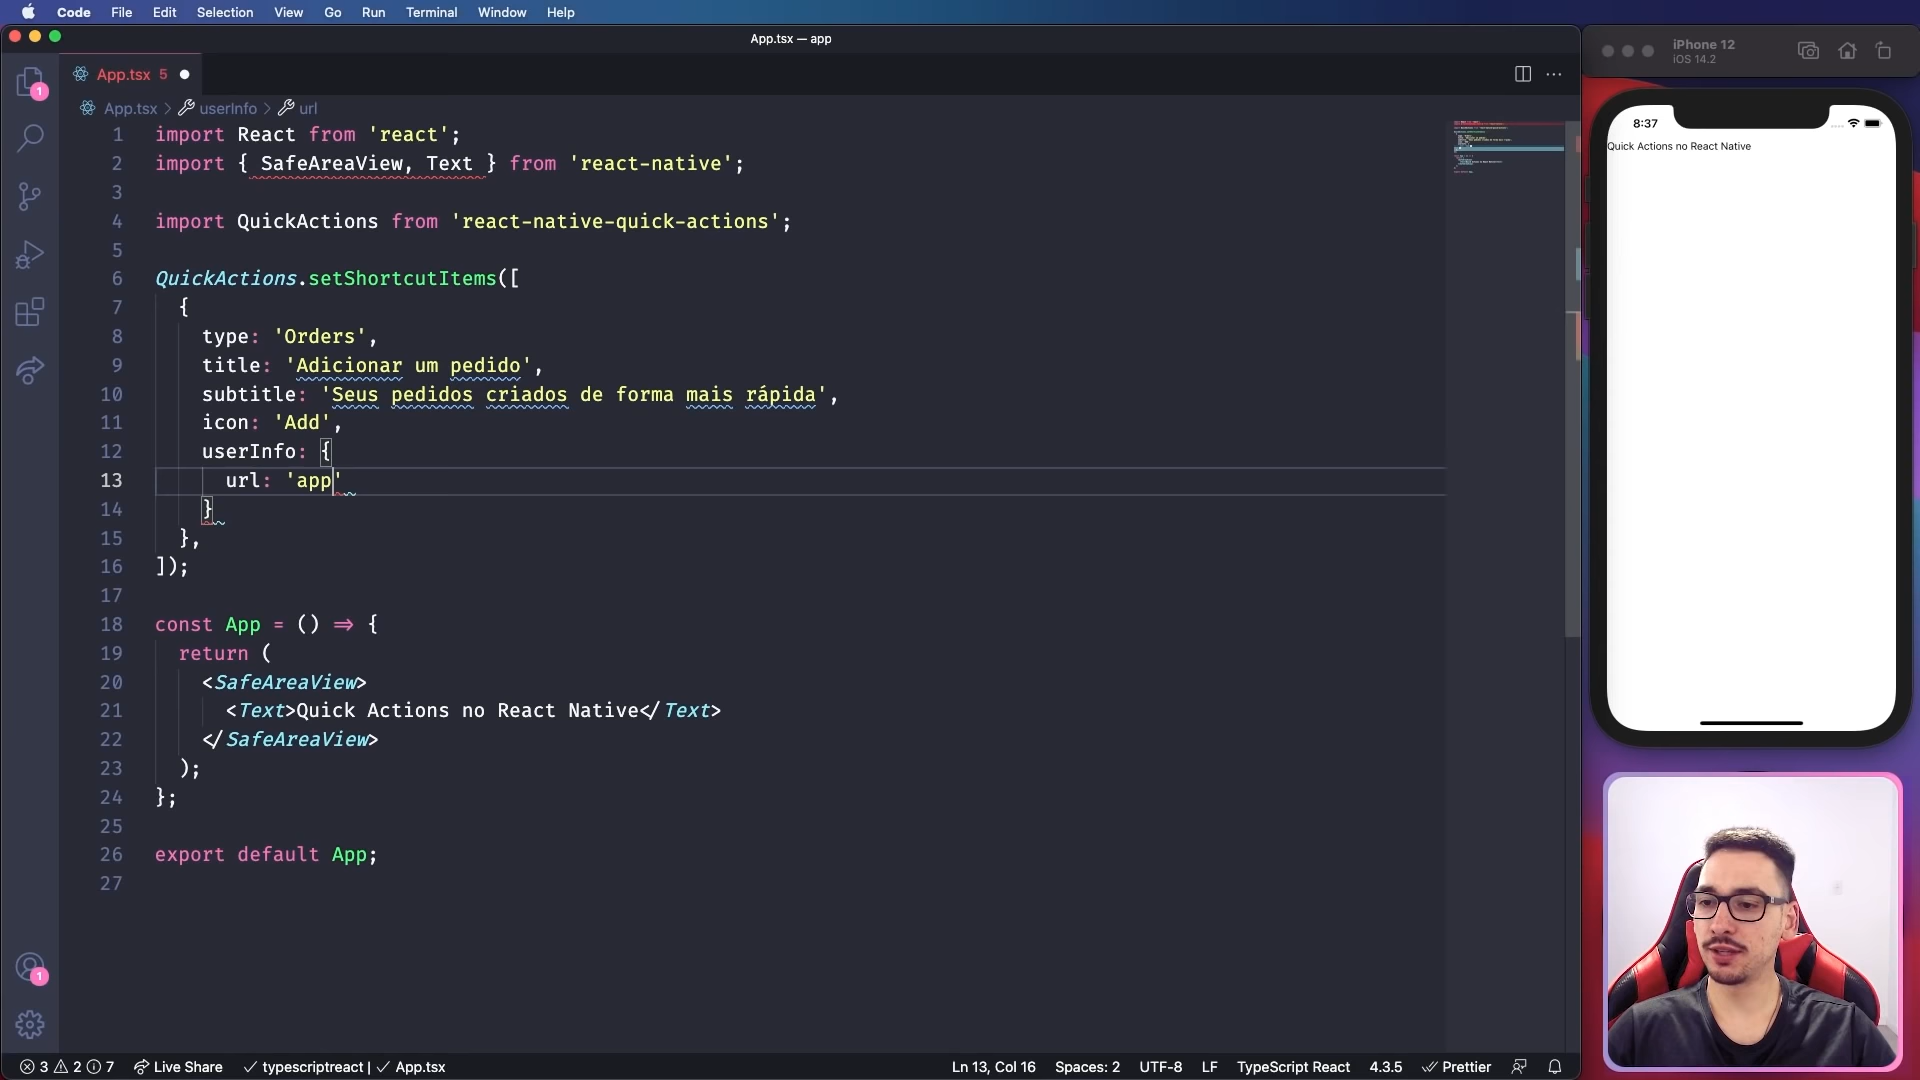 Code File Edit Selection View Go Run Terminal Window Help
App.tsx — app
iPhone 12
iOS 14.2
App.tsx 5
App.tsx > userInfo > url
1
1 import React from 'react';
2 import { SafeAreaView, Text } from 'react-native';
3
4 import QuickActions from 'react-native-quick-actions';
5
6 QuickActions.setShortcutItems([
7 {
8 type: 'Orders',
9 title: 'Adicionar um pedido',
10 subtitle: 'Seus pedidos criados de forma mais rápida',
11 icon: 'Add',
12 userInfo: {
13 url: 'app'
14 }
15 },
16 ]);
17
18 const App = () => {
19 return (
20 <SafeAreaView>
21 <Text>Quick Actions no React Native</Text>
22 </SafeAreaView>
23 );
24 };
25
26 export default App;
27
8:37
Quick Actions no React Native
1
3 2 7 Live Share typescriptreact | App.tsx Ln 13, Col 16 Spaces: 2 UTF-8 LF TypeScript React 4.3.5 Prettier